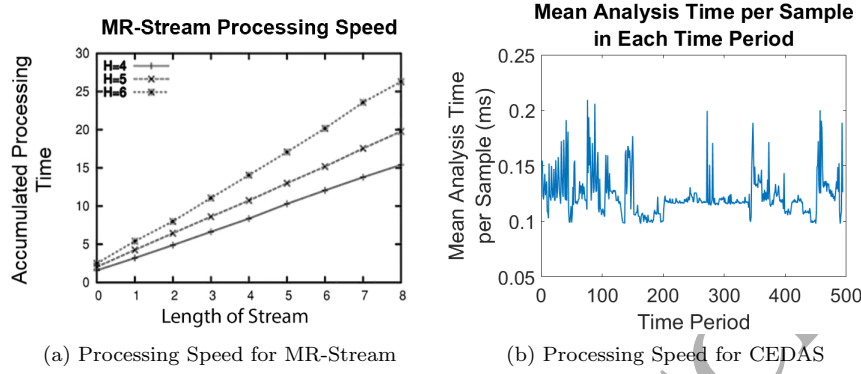 MR-Stream Processing Speed
Accumulated Processing
Time
30
25
20
15
10
5
0
H=4
H=5
H=6
0 1 2 3 4 5 6 7 8
Length of Stream
(a) Processing Speed for MR-Stream
Mean Analysis Time per Sample
in Each Time Period
Mean Analysis Time
per Sample (ms)
0.25
0.2
0.15
0.1
0.05
0 100 200 300 400 500
Time Period
(b) Processing Speed for CEDAS